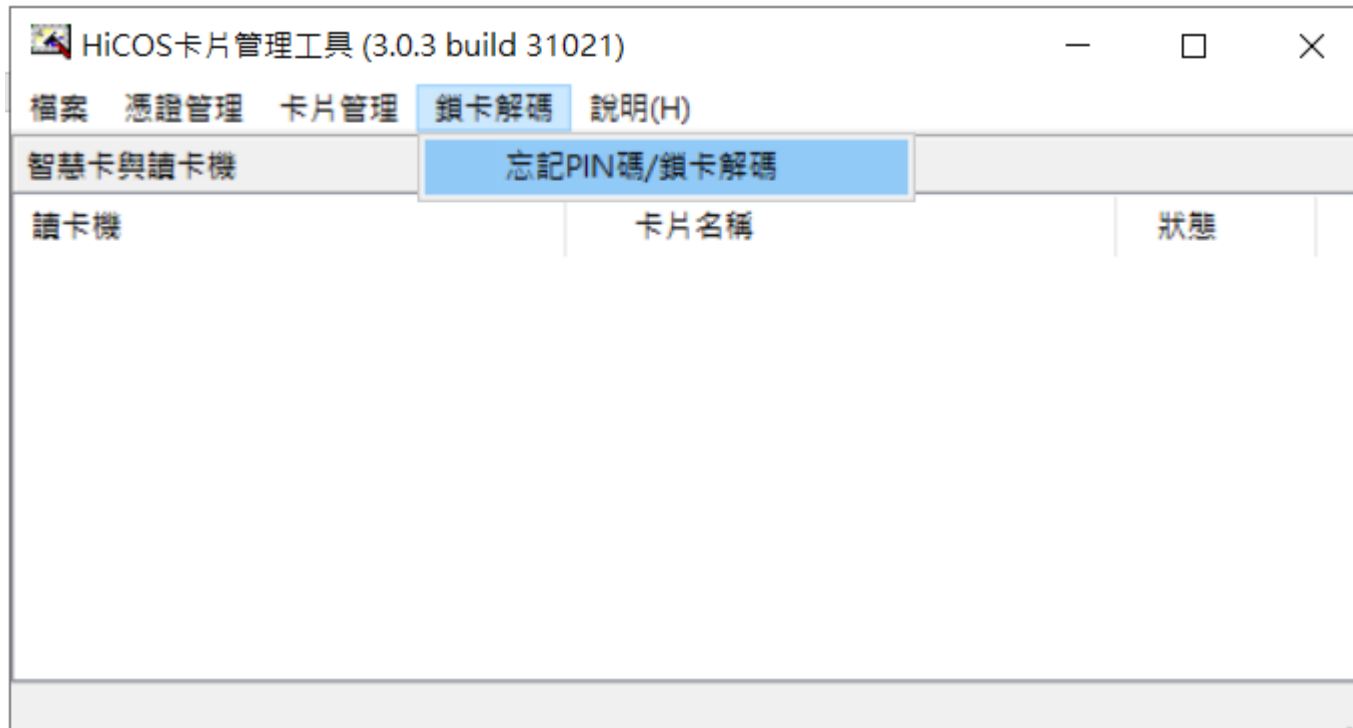 HiCOS卡片管理工具 (3.0.3 build 31021)
檔案 憑證管理 卡片管理 鎖卡解碼 說明(H)
智慧卡與讀卡機 忘記PIN碼/鎖卡解碼
讀卡機 卡片名稱 狀態